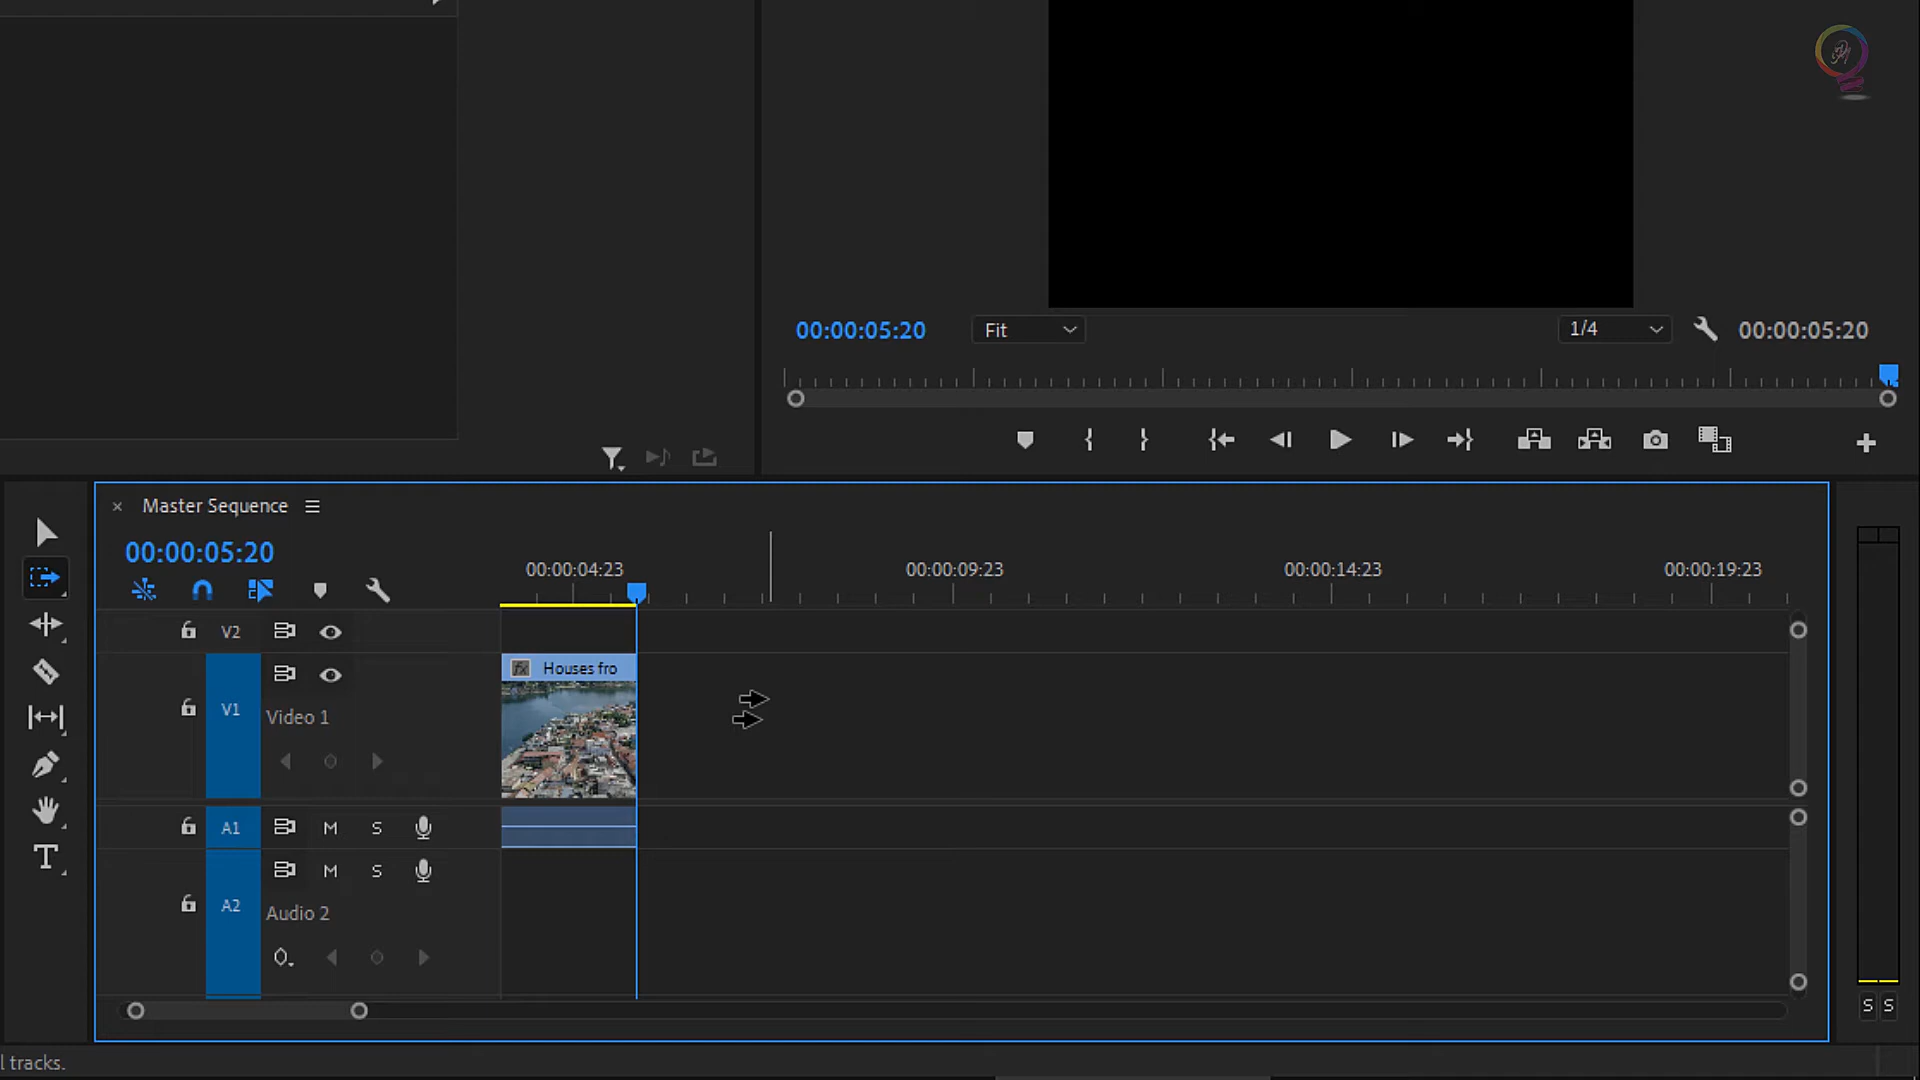 00:00:05:20
Fit
1/4
00:00:05:20
× Master Sequence
00:00:05:20
00:00:04:23
00:00:09:23
00:00:14:23
00:00:19:23
V2
fx Houses fro
V1
Video 1
A1
M
S
M
S
A2
Audio 2
T
S S
l tracks.